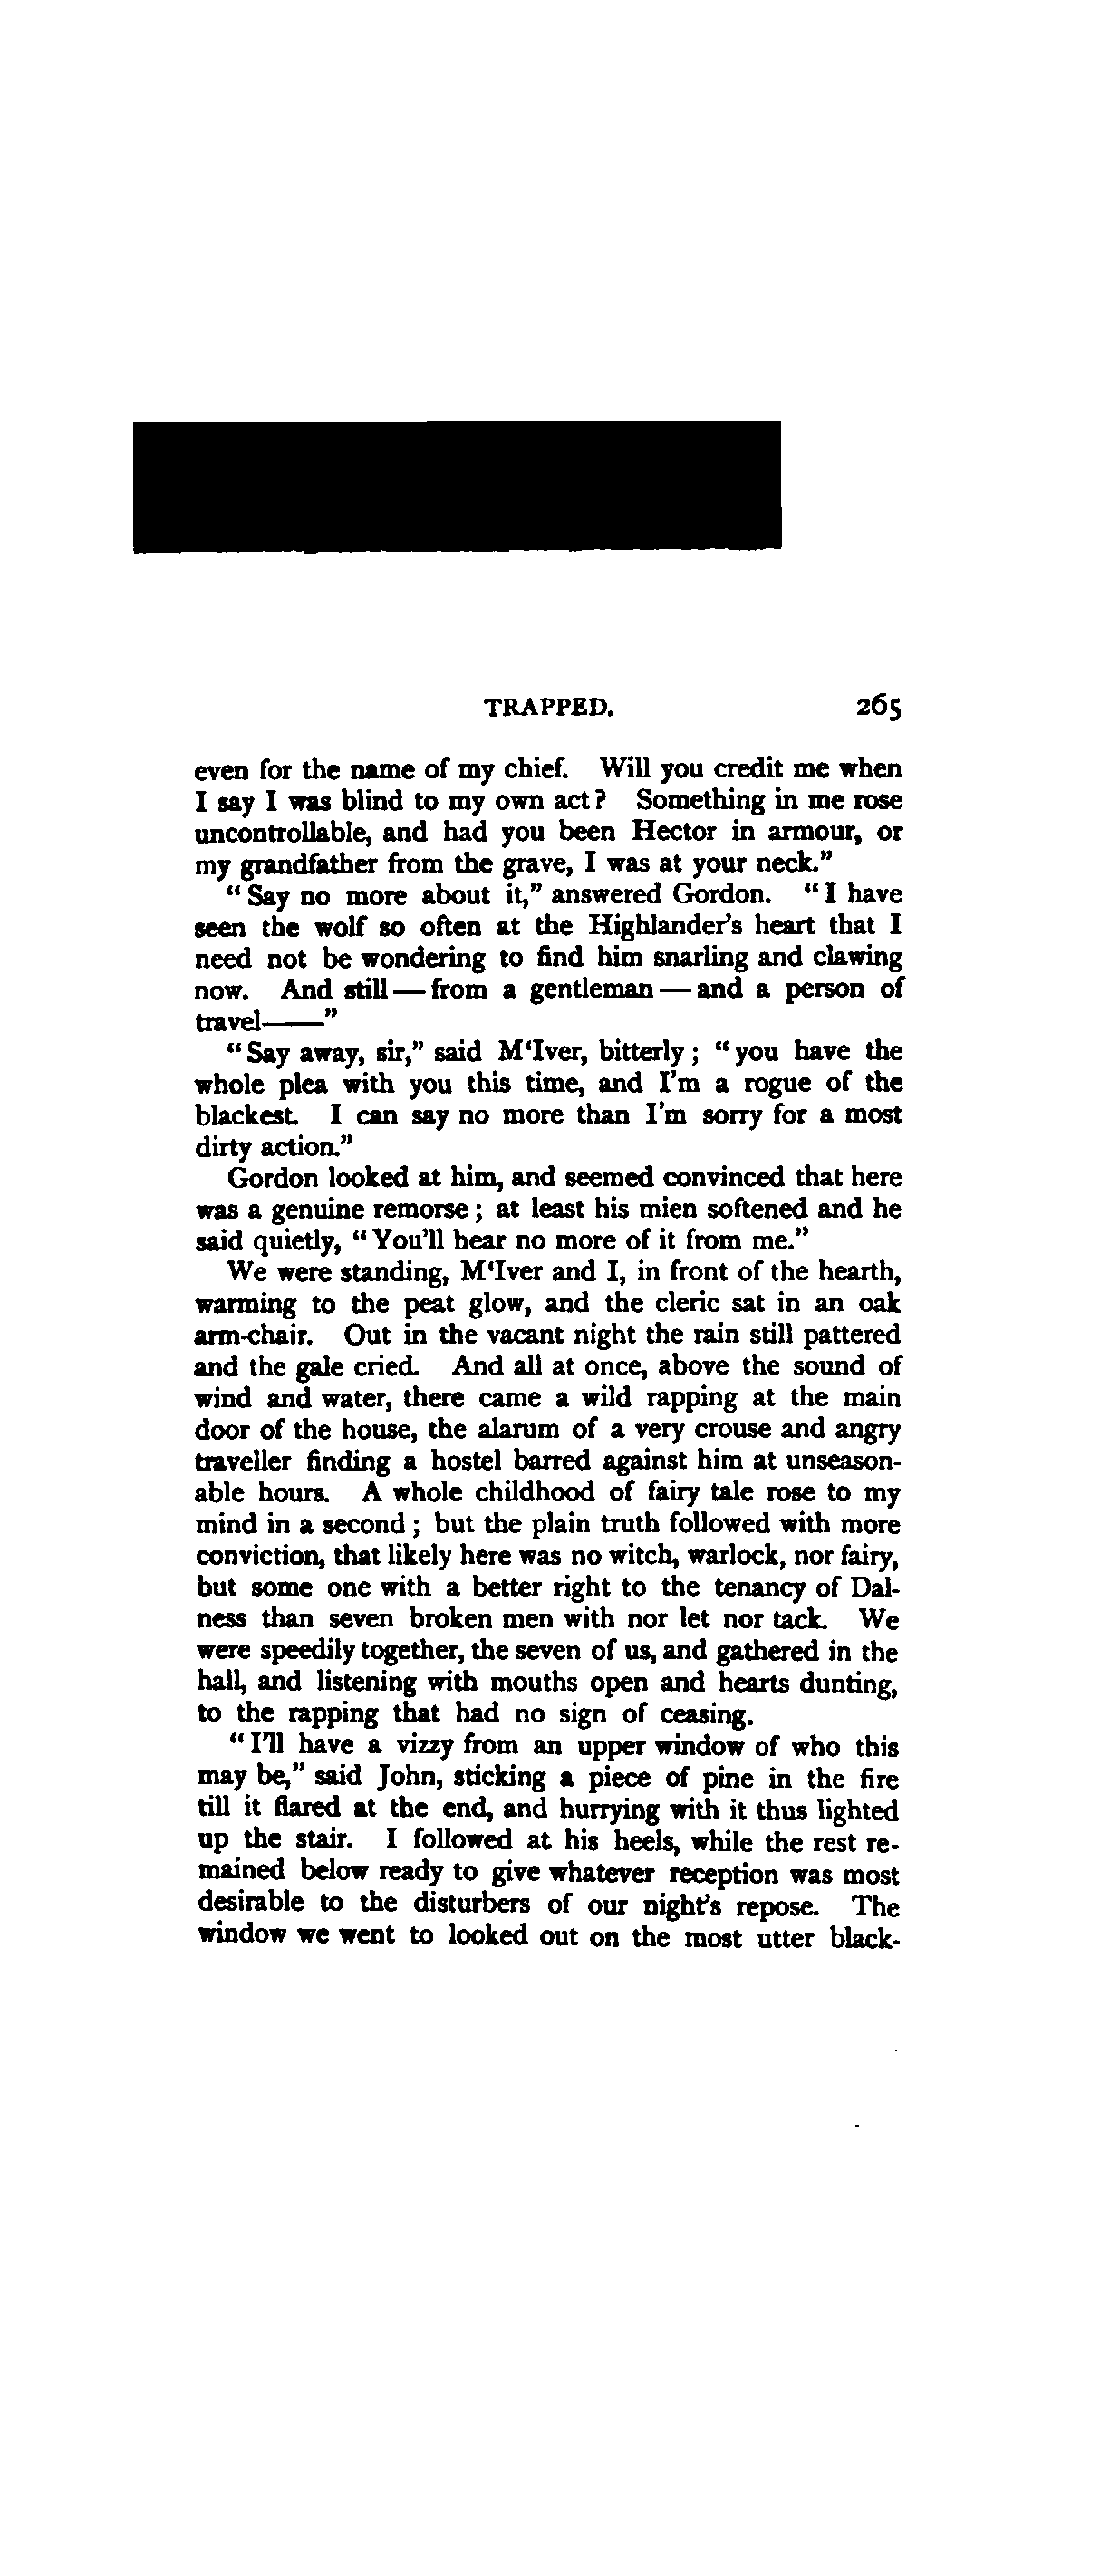 TRAPPED. 265
even for the name of my chief. Will you credit me when
I say I was blind to my own act? Something in me rose
uncontrollable, and had you been Hector in armour, or
my grandfather from the grave, I was at your neck.”
“Say no more about it,” answered Gordon. “I have
seen the wolf so often at the Highlander’s heart that I
need not be wondering to find him snarling and clawing
now. And still—from a gentleman—and a person of
travel——”
“Say away, sir,” said M‘Iver, bitterly; “you have the
whole plea with you this time, and I’m a rogue of the
blackest. I can say no more than I’m sorry for a most
dirty action.”
Gordon looked at him, and seemed convinced that here
was a genuine remorse; at least his mien softened and he
said quietly, “You’ll hear no more of it from me.”
We were standing, M‘Iver and I, in front of the hearth,
warming to the peat glow, and the cleric sat in an oak
arm-chair. Out in the vacant night the rain still pattered
and the gale cried. And all at once, above the sound of
wind and water, there came a wild rapping at the main
door of the house, the alarum of a very crouse and angry
traveller finding a hostel barred against him at unseason-
able hours. A whole childhood of fairy tale rose to my
mind in a second; but the plain truth followed with more
conviction, that likely here was no witch, warlock, nor fairy,
but some one with a better right to the tenancy of Dal-
ness than seven broken men with nor let nor tack. We
were speedily together, the seven of us, and gathered in the
hall, and listening with mouths open and hearts dunting,
to the rapping that had no sign of ceasing.
“I’ll have a vizzy from an upper window of who this
may be,” said John, sticking a piece of pine in the fire
till it flared at the end, and hurrying with it thus lighted
up the stair. I followed at his heels, while the rest re-
mained below ready to give whatever reception was most
desirable to the disturbers of our night’s repose. The
window we went to looked out on the most utter black-